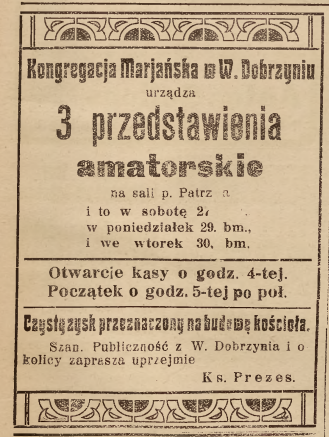 Kongregacja Marjańska w W. Dobrzyniu
urządza
3 przedstawienia
amatorskie
na sali p.
i to w sobotę
w poniedziałek 29. bm.,
i we wtorek 30. bm.
Otwarcie kasy o godz. 4-tej.
Początek o godz. 5-tej po poł.
Czysty zysk przeznaczony na budowę kościoła.
Szan. Publiczność z W. Dobrzynia i o
kolicy zaprasza uprzejmie
Ks. Prezes.